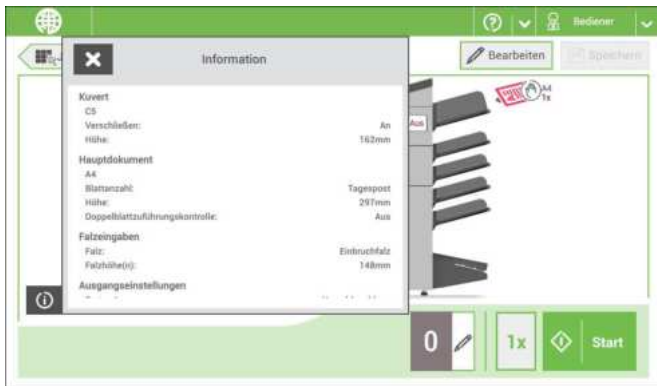 Bediener
Information
Bearbeiten
Speichern
Kuvert
C5
Verschließen: An
Höhe: 162mm
Hauptdokument
A4
Blattanzahl: Tagespost
Höhe: 297mm
Doppelblattzuführungskontrolle: Aus
Falzeingaben
Falz: Einbruchfalz
Falzhöhe(n): 148mm
Ausgangseinstellungen
Aus
A4
1x
0
1x
Start